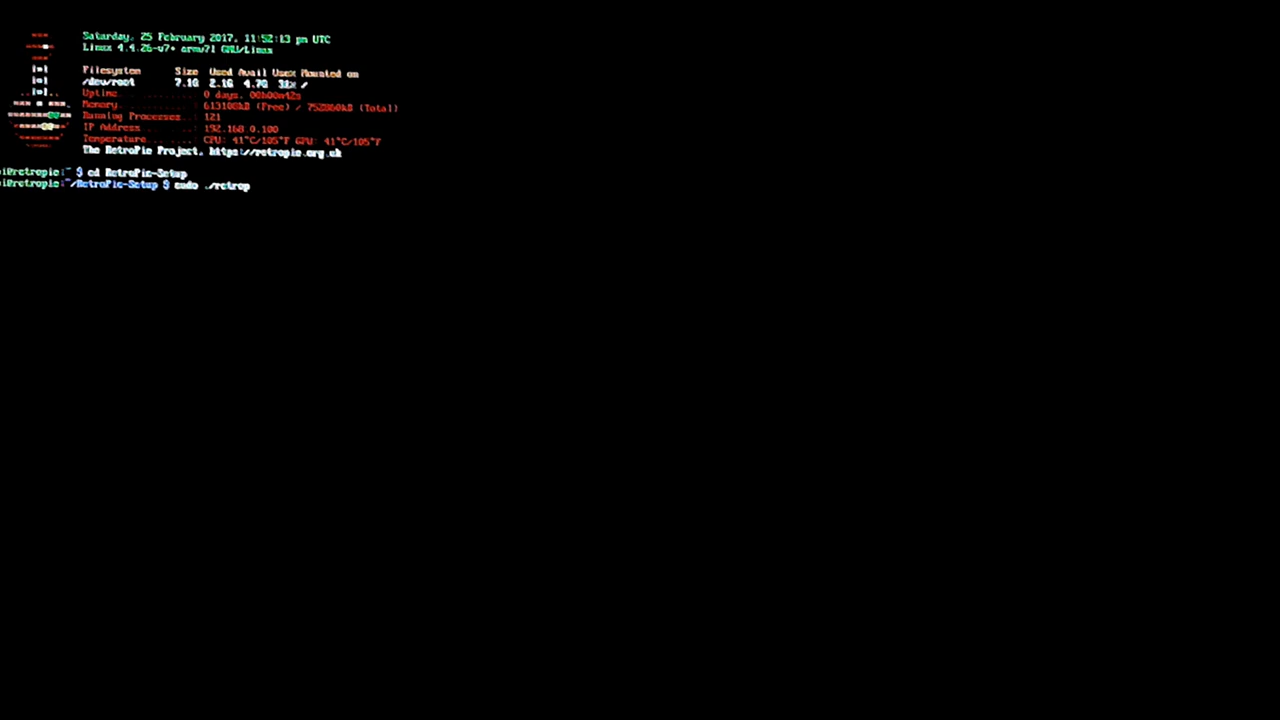 Saturday, 25 February 2017, 11:52:13 pm UTC
Linux 4.4.26-v7+ armv7l GNU/Linux
Filesystem Size Used Avail Use% Mounted on
/dev/root 7.1G 2.1G 4.7G 31% /
Uptime.............: 0 days, 00h00m42s
Memory.............: 613108kB (Free) / 752860kB (Total)
Running Processes..: 121
IP Address.........: 192.168.0.100
Temperature........: CPU: 41°C/105°F GPU: 41°C/105°F
The RetroPie Project, https://retropie.org.uk
pi@retropie:~ $ cd RetroPie-Setup
pi@retropie:~/RetroPie-Setup $ sudo ./retrop